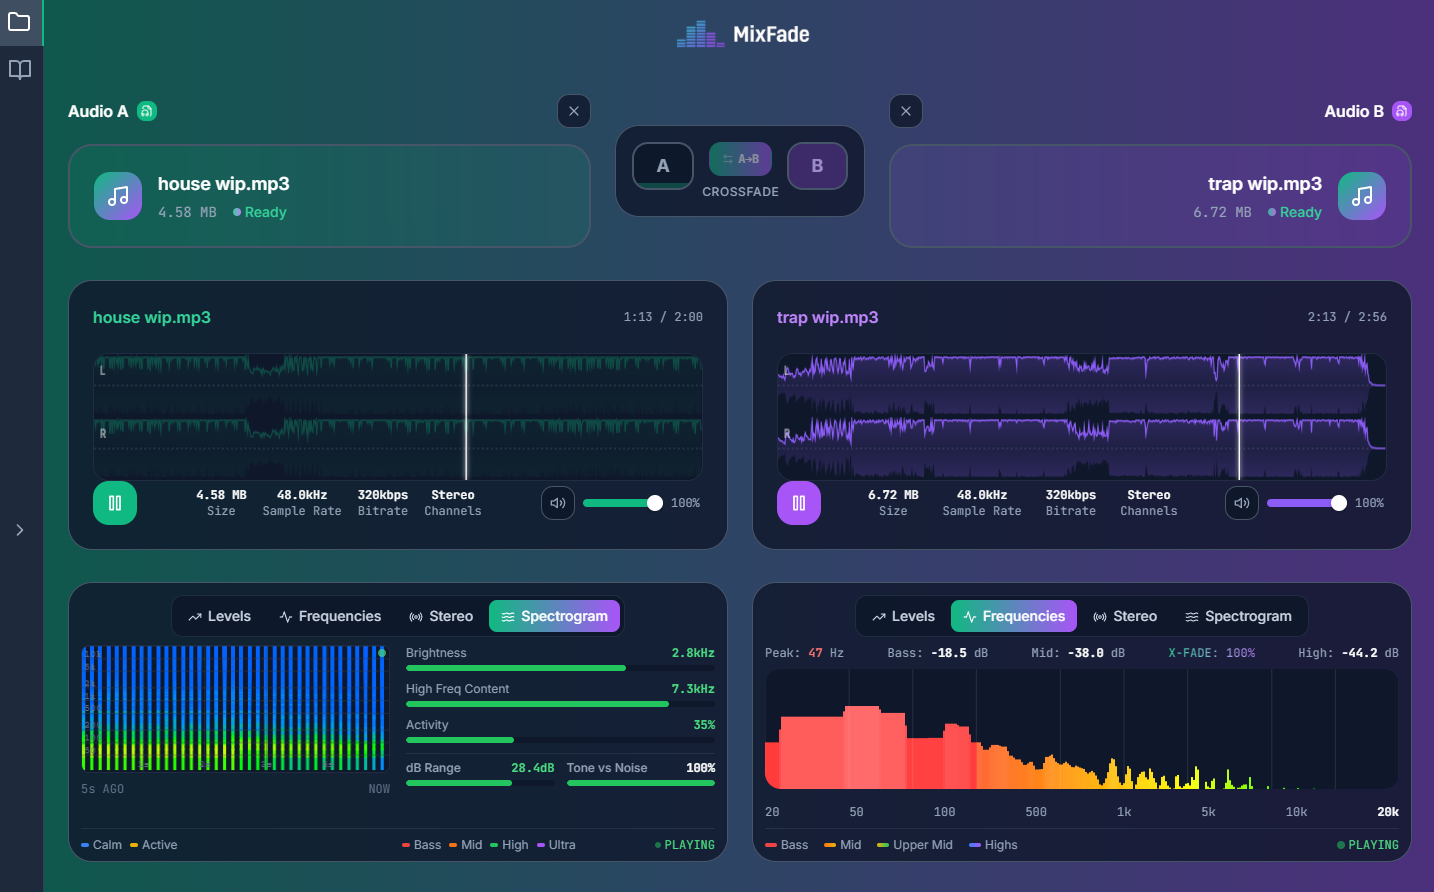 MixFade
Audio A
Audio B
house wip.mp3
4.58 MB Ready
A
A→B
B
CROSSFADE
trap wip.mp3
6.72 MB Ready
house wip.mp3
1:13 / 2:00
L
R
4.58 MB 48.0kHz 320kbps Stereo
Size Sample Rate Bitrate Channels
100%
trap wip.mp3
2:13 / 2:56
L
R
6.72 MB 48.0kHz 320kbps Stereo
Size Sample Rate Bitrate Channels
100%
Levels Frequencies Stereo Spectrogram
Brightness 2.8kHz
High Freq Content 7.3kHz
Activity 35%
dB Range 28.4dB Tone vs Noise 100%
5s AGO NOW
Calm Active Bass Mid High Ultra PLAYING
Levels Frequencies Stereo Spectrogram
Peak: 47 Hz Bass: -18.5 dB Mid: -38.0 dB X-FADE: 100% High: -44.2 dB
20 50 100 500 1k 5k 10k 20k
Bass Mid Upper Mid Highs PLAYING